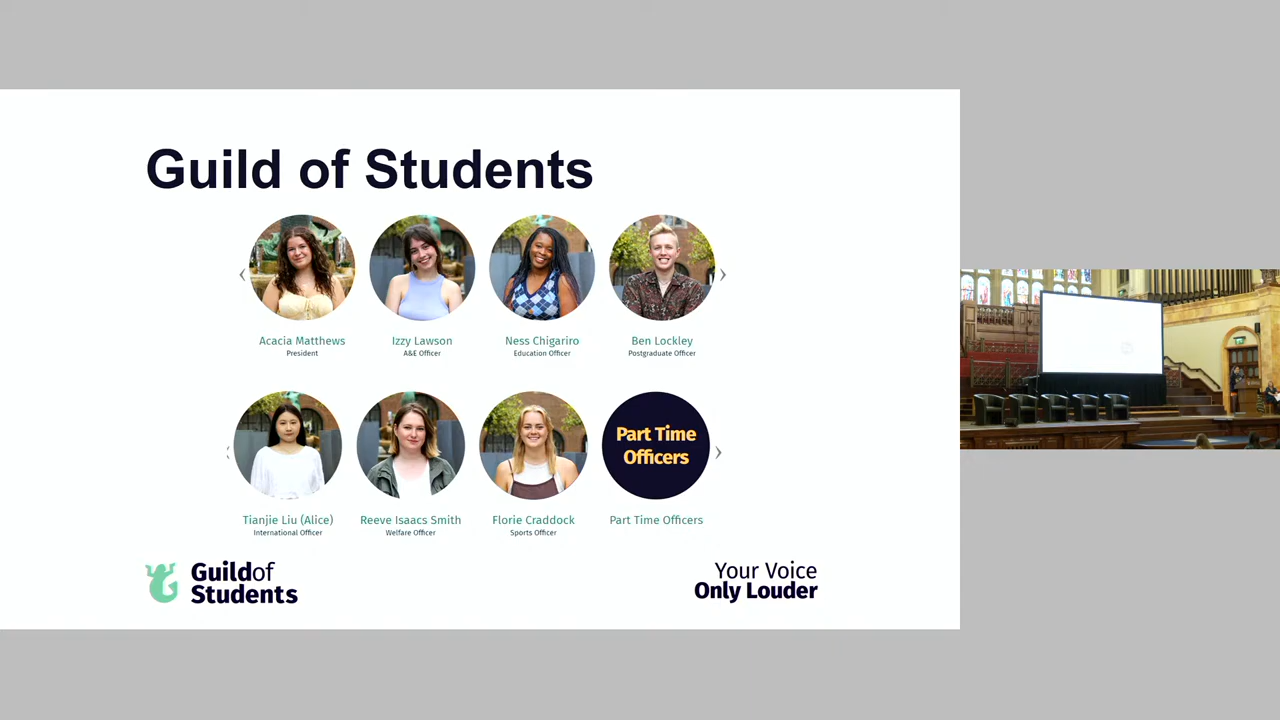 Guild of Students
Acacia Matthews
President
Izzy Lawson
A&E Officer
Ness Chigariro
Education Officer
Ben Lockley
Postgraduate Officer
Part Time
Officers
Tianjie Liu (Alice)
International Officer
Reeve Isaacs Smith
Welfare Officer
Florie Craddock
Sports Officer
Part Time Officers
Guildof
Students
Your Voice
Only Louder